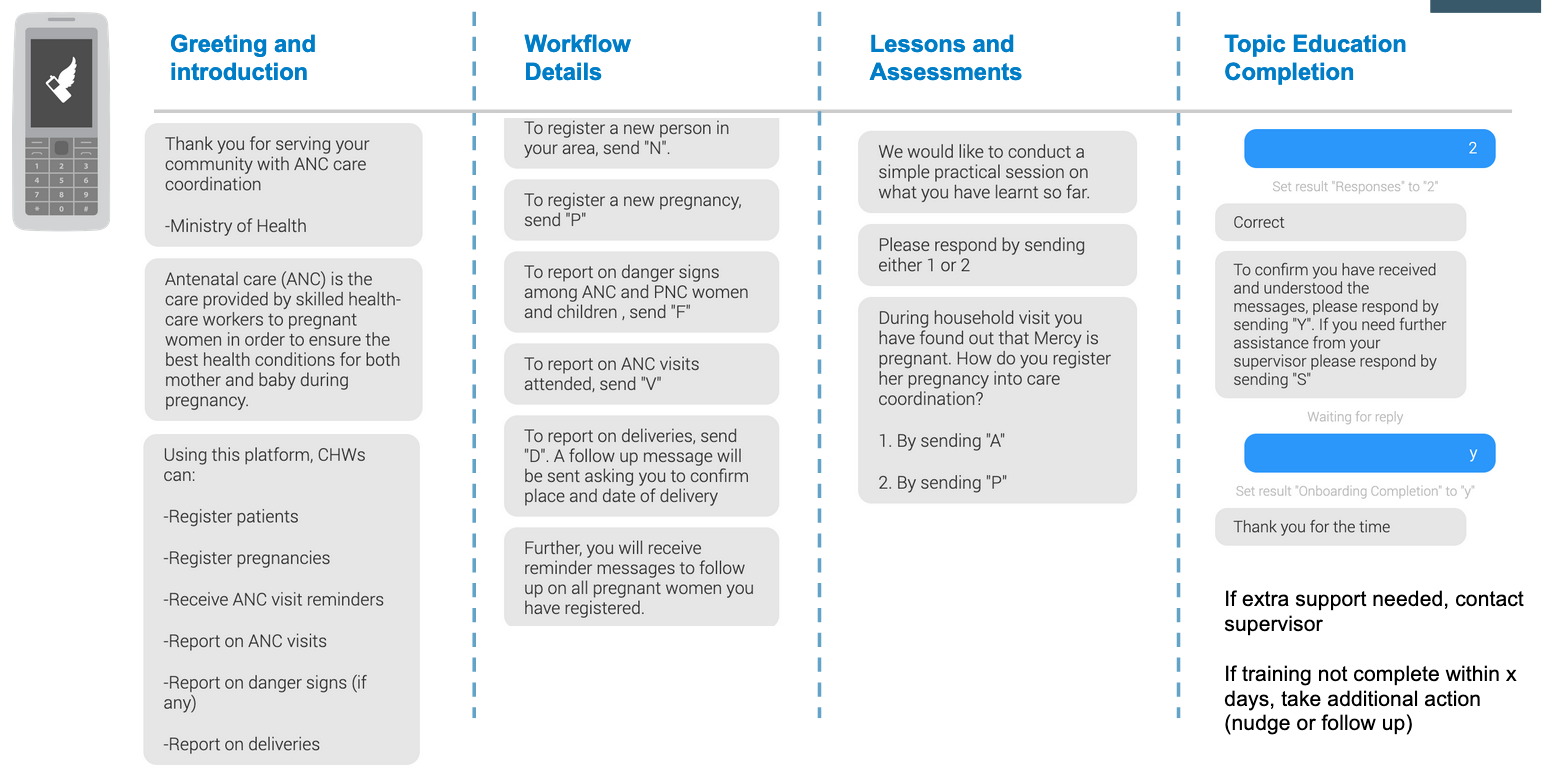 Greeting and
introduction
Thank you for serving your
community with ANC care
coordination
-Ministry of Health
Antenatal care (ANC) is the
care provided by skilled health-
care workers to pregnant
women in order to ensure the
best health conditions for both
mother and baby during
pregnancy.
Using this platform, CHWs
can:
-Register patients
-Register pregnancies
-Receive ANC visit reminders
-Report on ANC visits
-Report on danger signs (if
any)
-Report on deliveries
Workflow
Details
To register a new person in
your area, send "N".
To register a new pregnancy,
send "P"
To report on danger signs
among ANC and PNC women
and children , send "F"
To report on ANC visits
attended, send "V"
To report on deliveries, send
"D". A follow up message will
be sent asking you to confirm
place and date of delivery
Further, you will receive
reminder messages to follow
up on all pregnant women you
have registered.
Lessons and
Assessments
We would like to conduct a
simple practical session on
what you have learnt so far.
Please respond by sending
either 1 or 2
During household visit you
have found out that Mercy is
pregnant. How do you register
her pregnancy into care
coordination?
1. By sending "A"
2. By sending "P"
Topic Education
Completion
2
Set result "Responses" to "2"
Correct
To confirm you have received
and understood the
messages, please respond by
sending "Y". If you need further
assistance from your
supervisor please respond by
sending "S"
Waiting for reply
y
Set result "Onboarding Completion" to "y"
Thank you for the time
If extra support needed, contact
supervisor
If training not complete within x
days, take additional action
(nudge or follow up)
1 2 3
4 5 6
7 8 9
* 0 #